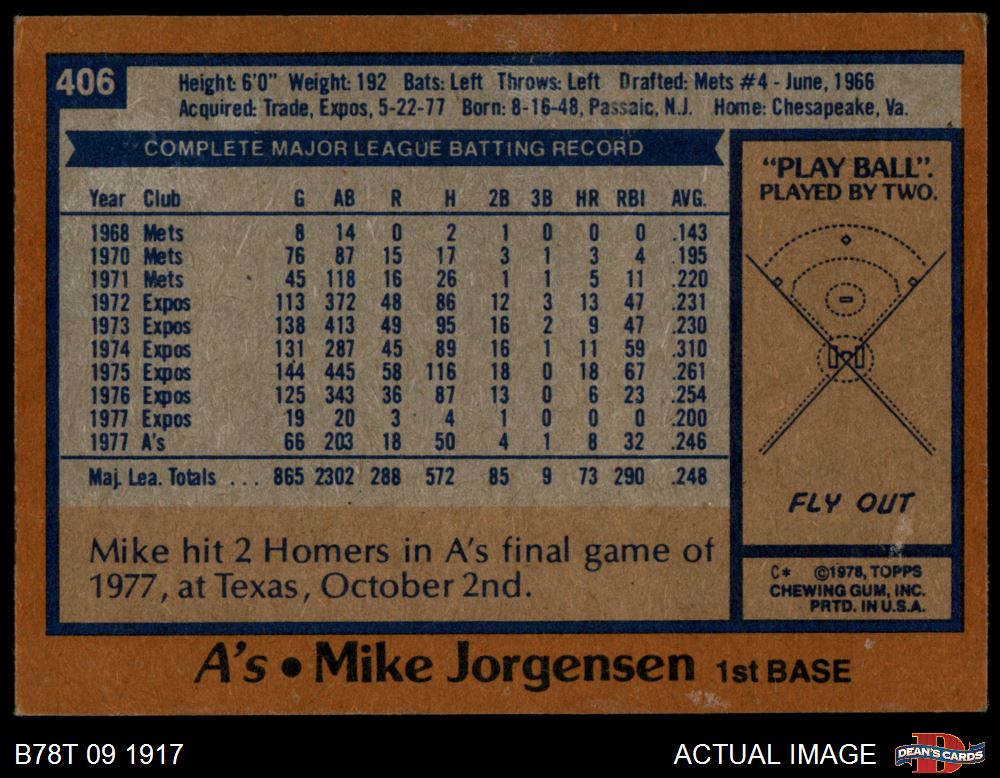 406
Height: 6'0" Weight: 192 Bats: Left Throws: Left Drafted: Mets #4 - June, 1966
Acquired: Trade, Expos, 5-22-77 Born: 8-16-48, Passaic, N.J. Home: Chesapeake, Va.
COMPLETE MAJOR LEAGUE BATTING RECORD
Year Club G AB R H 2B 3B HR RBI AVG.
1968 Mets 8 14 0 2 1 0 0 0 .143
1970 Mets 76 87 15 17 3 1 3 4 .195
1971 Mets 45 118 16 26 1 1 5 11 .220
1972 Expos 113 372 48 86 12 3 13 47 .231
1973 Expos 138 413 49 95 16 2 9 47 .230
1974 Expos 131 287 45 89 16 1 11 59 .310
1975 Expos 144 445 58 116 18 0 18 67 .261
1976 Expos 125 343 36 87 13 0 6 23 .254
1977 Expos 19 20 3 4 1 0 0 0 .200
1977 A's 66 203 18 50 4 1 8 32 .246
Maj. Lea. Totals . . . 865 2302 288 572 85 9 73 290 .248
Mike hit 2 Homers in A's final game of
1977, at Texas, October 2nd.
"PLAY BALL".
PLAYED BY TWO.
FLY OUT
C* ©1978, TOPPS
CHEWING GUM, INC.
PRTD. IN U.S.A.
A's • Mike Jorgensen 1st BASE
B78T 09 1917
ACTUAL IMAGE
D
DEAN'S CARDS